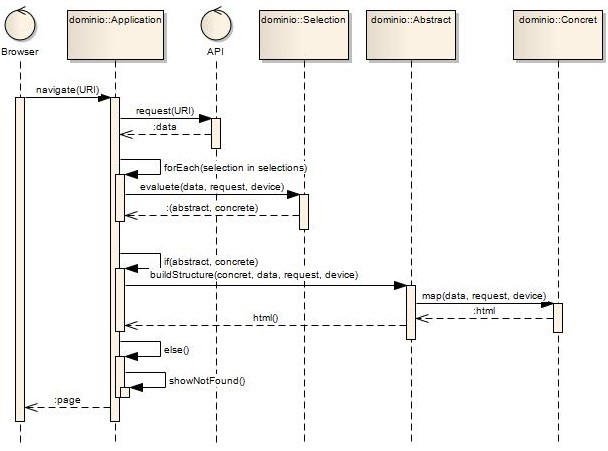 dominio::Application
dominio::Selection
dominio::Abstract
dominio::Concret
Browser
API
navigate(URI)
request(URI)
:data
forEach(selection in selections)
evaluete(data, request, device)
:(abstract, concrete)
if(abstract, concrete)
buildStructure(concret, data, request, device)
map(data, request, device)
:html
html()
else()
showNotFound()
:page